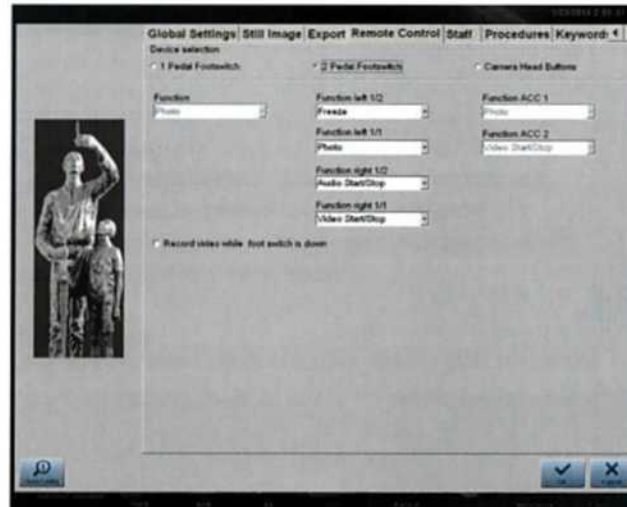 Global Settings Still Image Export Remote Control Staff Procedures Keywords
Device selection
1 Pedal Footswitch 2 Pedal Footswitch Camera Head Buttons
Function Function left 1/2 Function ACC 1
Photo Freeze Photo
Function left 1/1 Function ACC 2
Photo Video Start/Stop
Function right 1/2
Audio Start/Stop
Function right 1/1
Video Start/Stop
Record video while foot switch is down